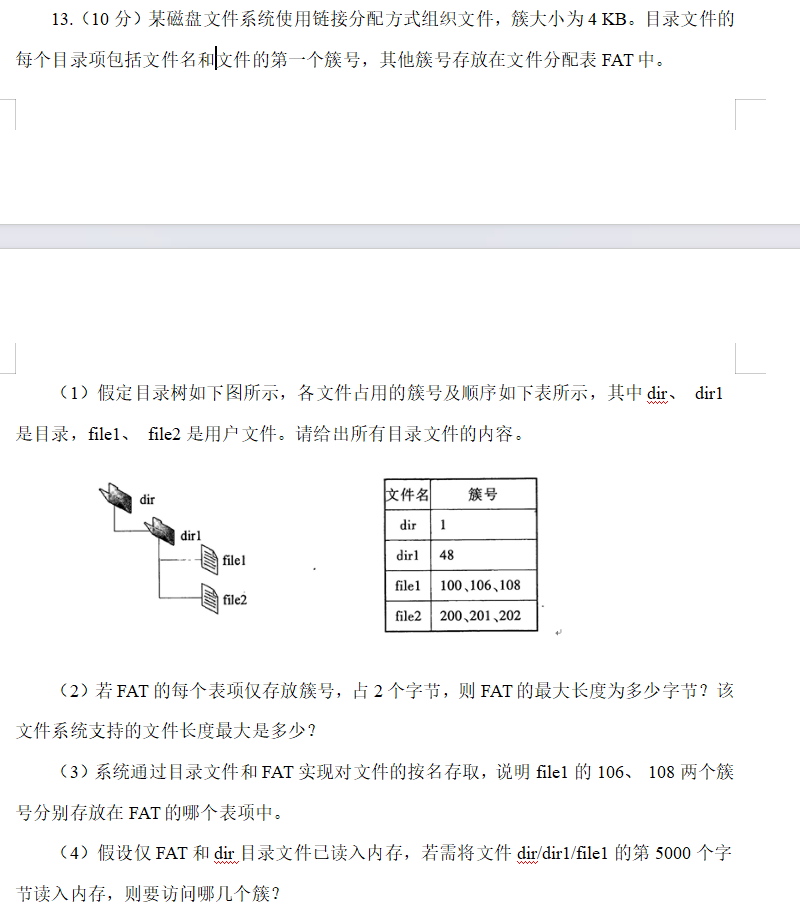 13.（10 分）某磁盘文件系统使用链接分配方式组织文件，簇大小为 4 KB。目录文件的
每个目录项包括文件名和文件的第一个簇号，其他簇号存放在文件分配表 FAT 中。
（1）假定目录树如下图所示，各文件占用的簇号及顺序如下表所示，其中 dir、 dir1
是目录，file1、 file2 是用户文件。请给出所有目录文件的内容。
dir
dir1
file1
file2
文件名 簇号
dir 1
dir1 48
file1 100、106、108
file2 200、201、202
（2）若 FAT 的每个表项仅存放簇号，占 2 个字节，则 FAT 的最大长度为多少字节？该
文件系统支持的文件长度最大是多少？
（3）系统通过目录文件和 FAT 实现对文件的按名存取，说明 file1 的 106、 108 两个簇
号分别存放在 FAT 的哪个表项中。
（4）假设仅 FAT 和 dir 目录文件已读入内存，若需将文件 dir/dir1/file1 的第 5000 个字
节读入内存，则要访问哪几个簇？